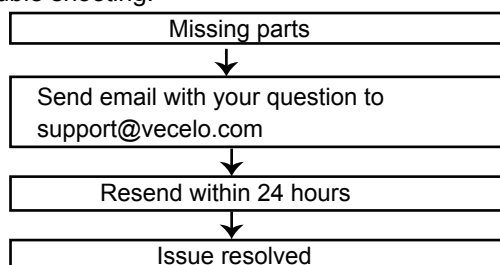 Missing parts
Send email with your question to
support@vecelo.com
Resend within 24 hours
Issue resolved